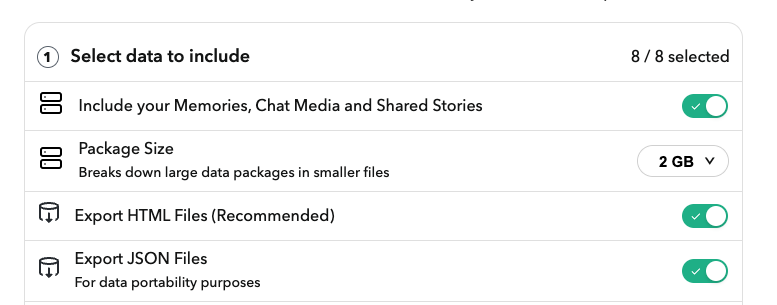 1 Select data to include 8 / 8 selected
Include your Memories, Chat Media and Shared Stories
Package Size
Breaks down large data packages in smaller files
2 GB
Export HTML Files (Recommended)
Export JSON Files
For data portability purposes